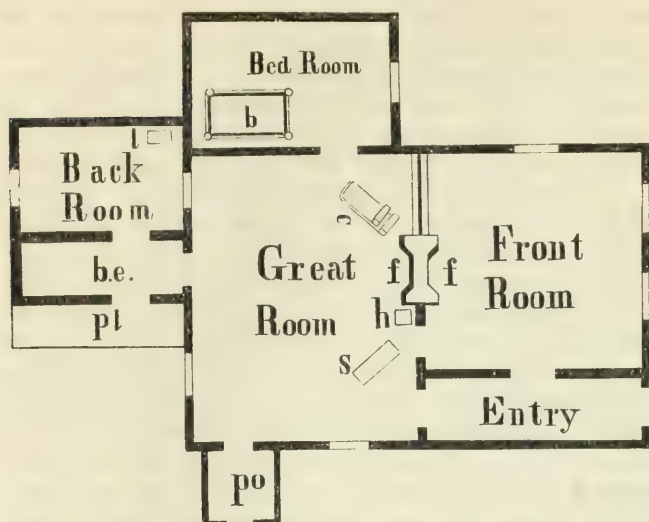 Bed Room
b
l
Back
Room
c
Great
Room
f
f
Front
Room
b.e.
pl
h
s
Entry
po